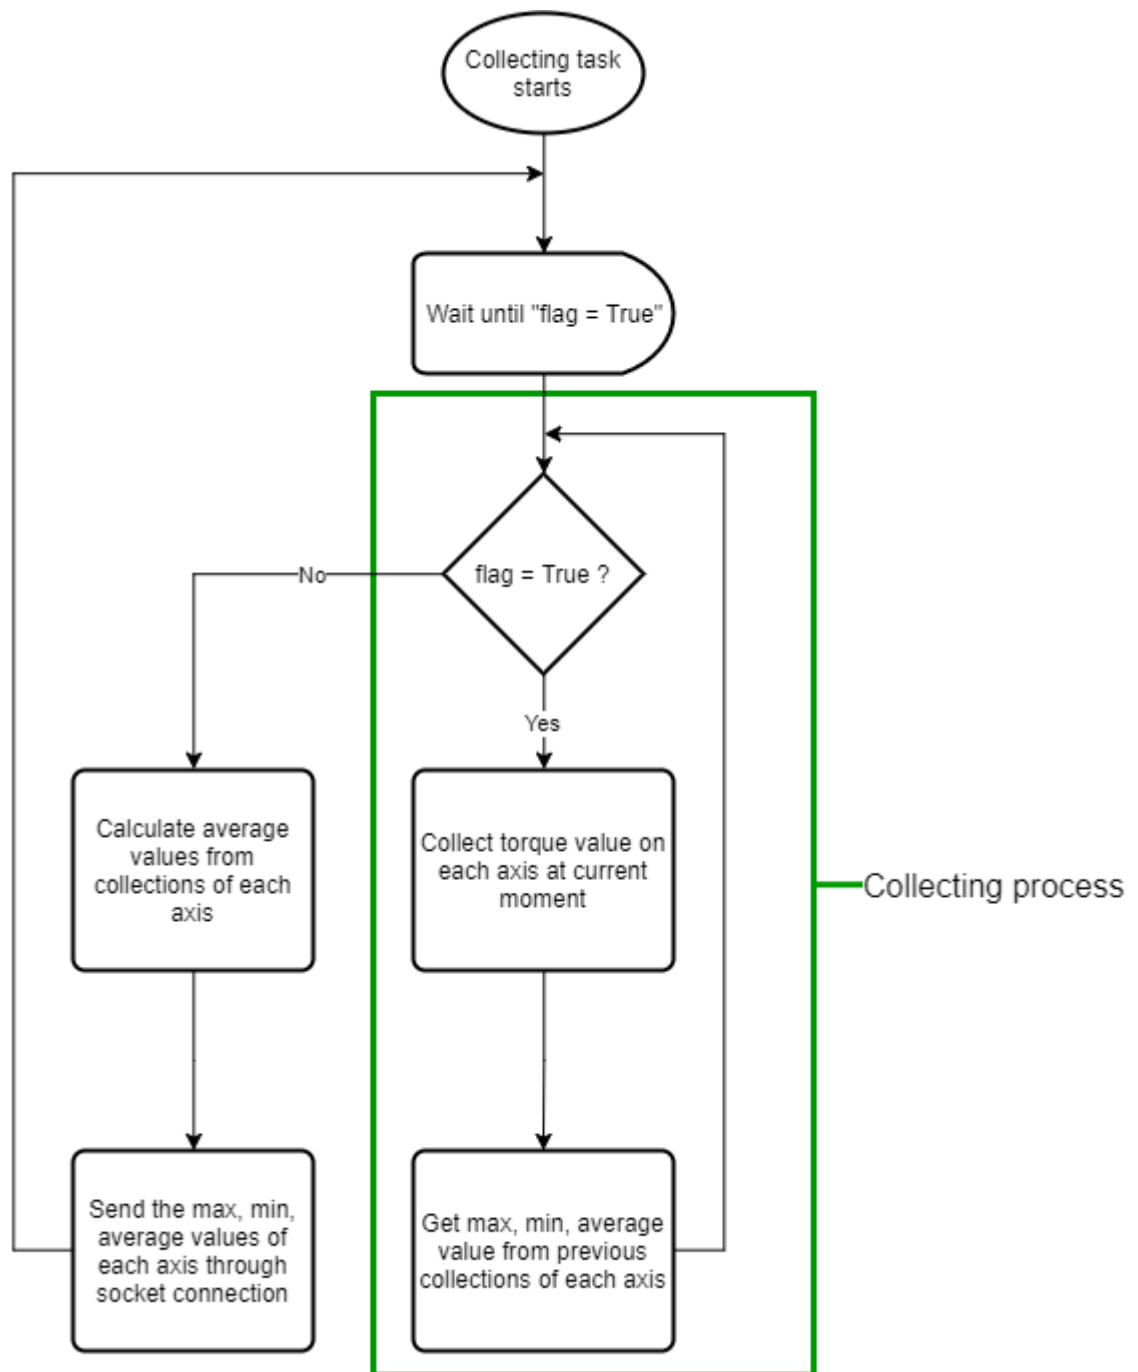 Collecting task
starts
Wait until "flag = True"
flag = True ?
No
Yes
Calculate average
values from
collections of each
axis
Collect torque value on
each axis at current
moment
Collecting process
Send the max, min,
average values of
each axis through
socket connection
Get max, min, average
value from previous
collections of each axis